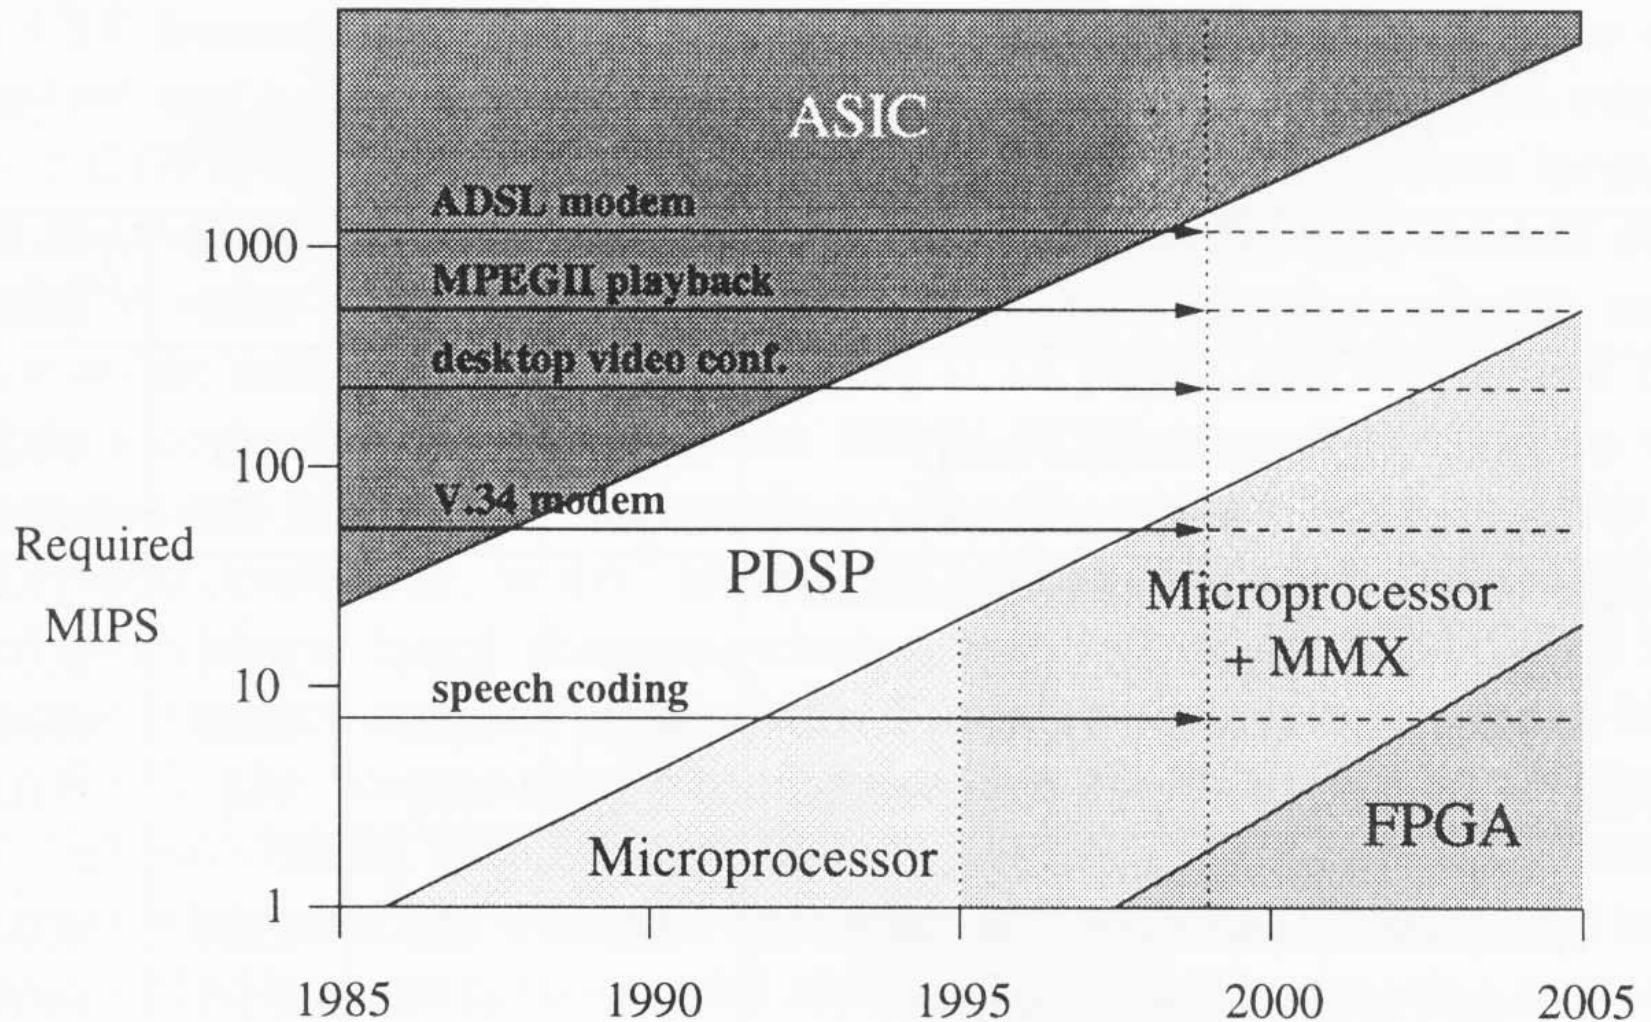 ASIC
ADSL modem
1000
MPEGII playback
desktop video conf.
100
V.34 modem
Required
MIPS
PDSP
Microprocessor
+ MMX
10
speech coding
FPGA
Microprocessor
1
1985 1990 1995 2000 2005